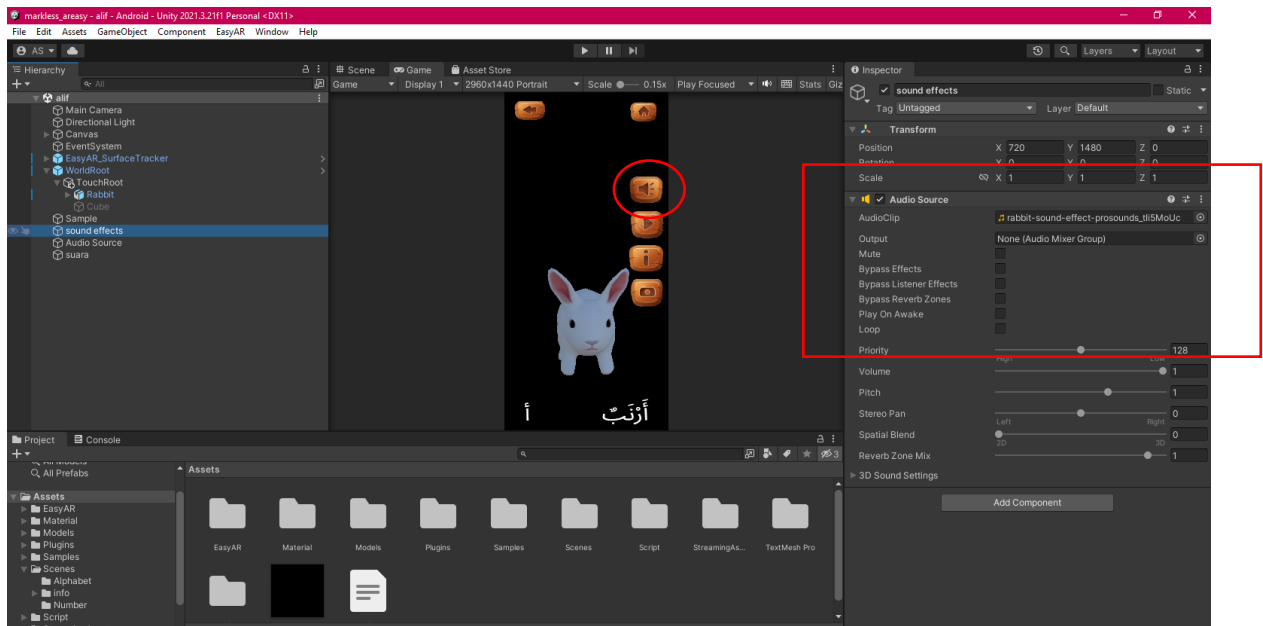 markless_areasy - alif - Android - Unity 2021.3.21f1 Personal <DX11>
File Edit Assets GameObject Component EasyAR Window Help
AS Layers Layout
Hierarchy
All
alif
Main Camera
Directional Light
Canvas
EventSystem
EasyAR_SurfaceTracker
WorldRoot
TouchRoot
Rabbit
Cube
Sample
sound effects
Audio Source
suara
Scene Game Asset Store
Game Display 1 2960x1440 Portrait Scale 0.15x Play Focused Stats Giz
أ أَرْنَبٌ
Inspector
sound effects Static
Tag Untagged Layer Default
Transform
Position X 720 Y 1480 Z 0
Rotation X 0 Y 0 Z 0
Scale X 1 Y 1 Z 1
Audio Source
AudioClip rabbit-sound-effect-prosounds_tli5MoUc
Output None (Audio Mixer Group)
Mute
Bypass Effects
Bypass Listener Effects
Bypass Reverb Zones
Play On Awake
Loop
Priority 128
High Low
Volume 1
Pitch 1
Stereo Pan 0
Left Right
Spatial Blend 0
2D 3D
Reverb Zone Mix 1
3D Sound Settings
Add Component
Project Console
3
All Models
All Prefabs
Assets
EasyAR
Material
Models
Plugins
Samples
Scenes
Alphabet
info
Number
Script
Assets
EasyAR Material Models Plugins Samples Scenes Script StreamingAs... TextMesh Pro